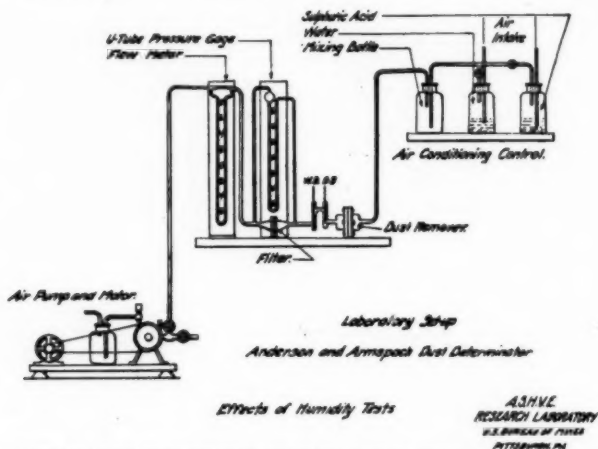 Sulphuric Acid
Water
Mixing Bottle
Air
Intake
U-Tube Pressure Gage
Flow Meter
Air Conditioning Control.
W.B. D.B
Dust Remover.
Filter.
Air Pump and Motor.
Laboratory Setup
Anderson and Armspach Dust Determinator
Effects of Humidity Tests
A.S.H.V.E.
RESEARCH LABORATORY
U.S. BUREAU OF MINES
PITTSBURGH, PA